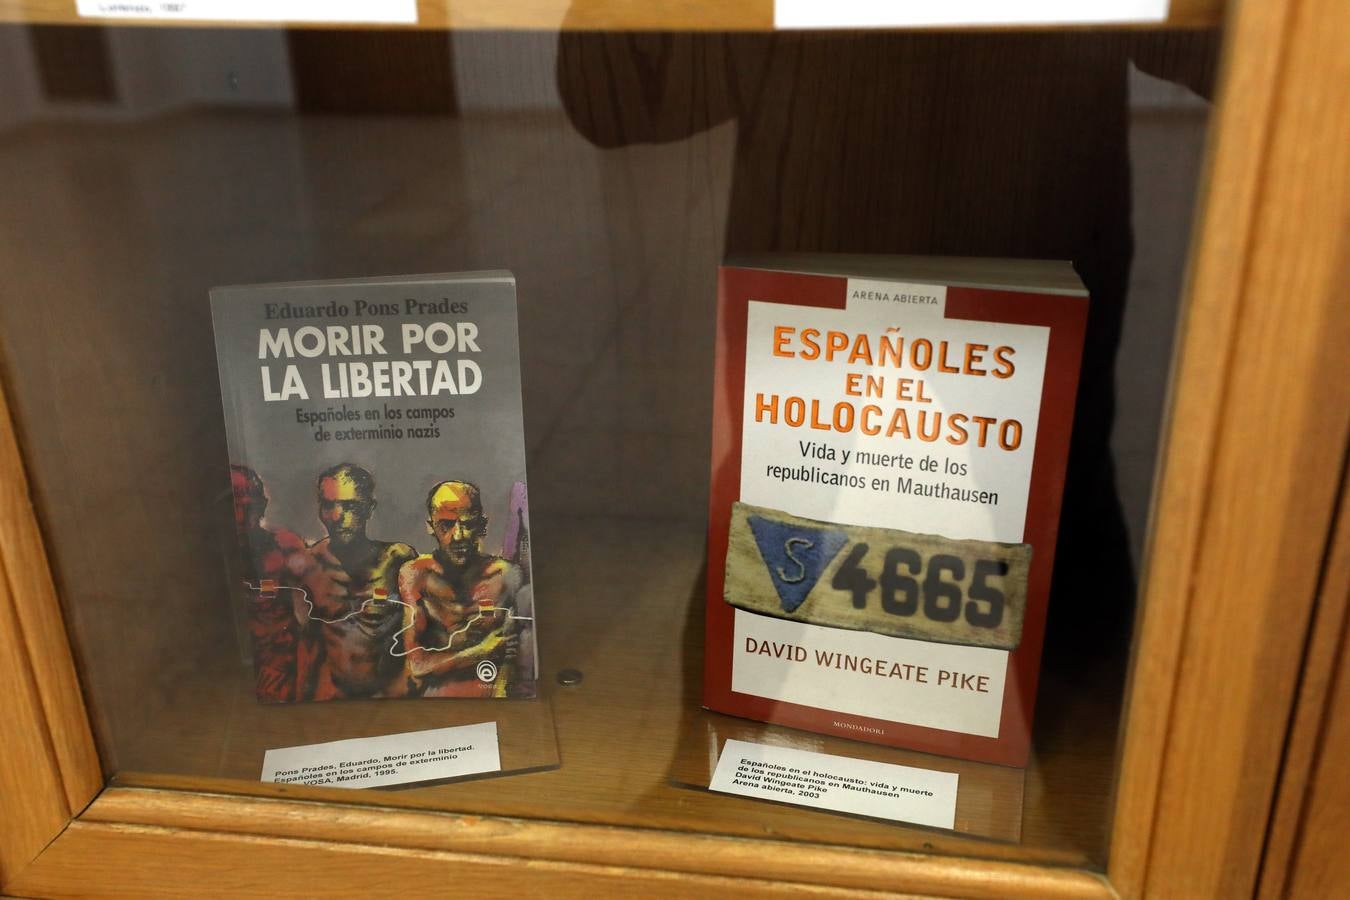 Eduardo Pons Prades
MORIR POR
LA LIBERTAD
Españoles en los campos
de exterminio nazis
Pons Prades, Eduardo, Morir por la libertad.
Españoles en los campos de exterminio
VOSA, Madrid, 1995.
ARENA ABIERTA
ESPAÑOLES
EN EL
HOLOCAUSTO
Vida y muerte de los
republicanos en Mauthausen
S 4665
DAVID WINGEATE PIKE
MONDADORI
Españoles en el holocausto: vida y muerte
de los republicanos en Mauthausen
David Wingeate Pike
Arena abierta, 2003